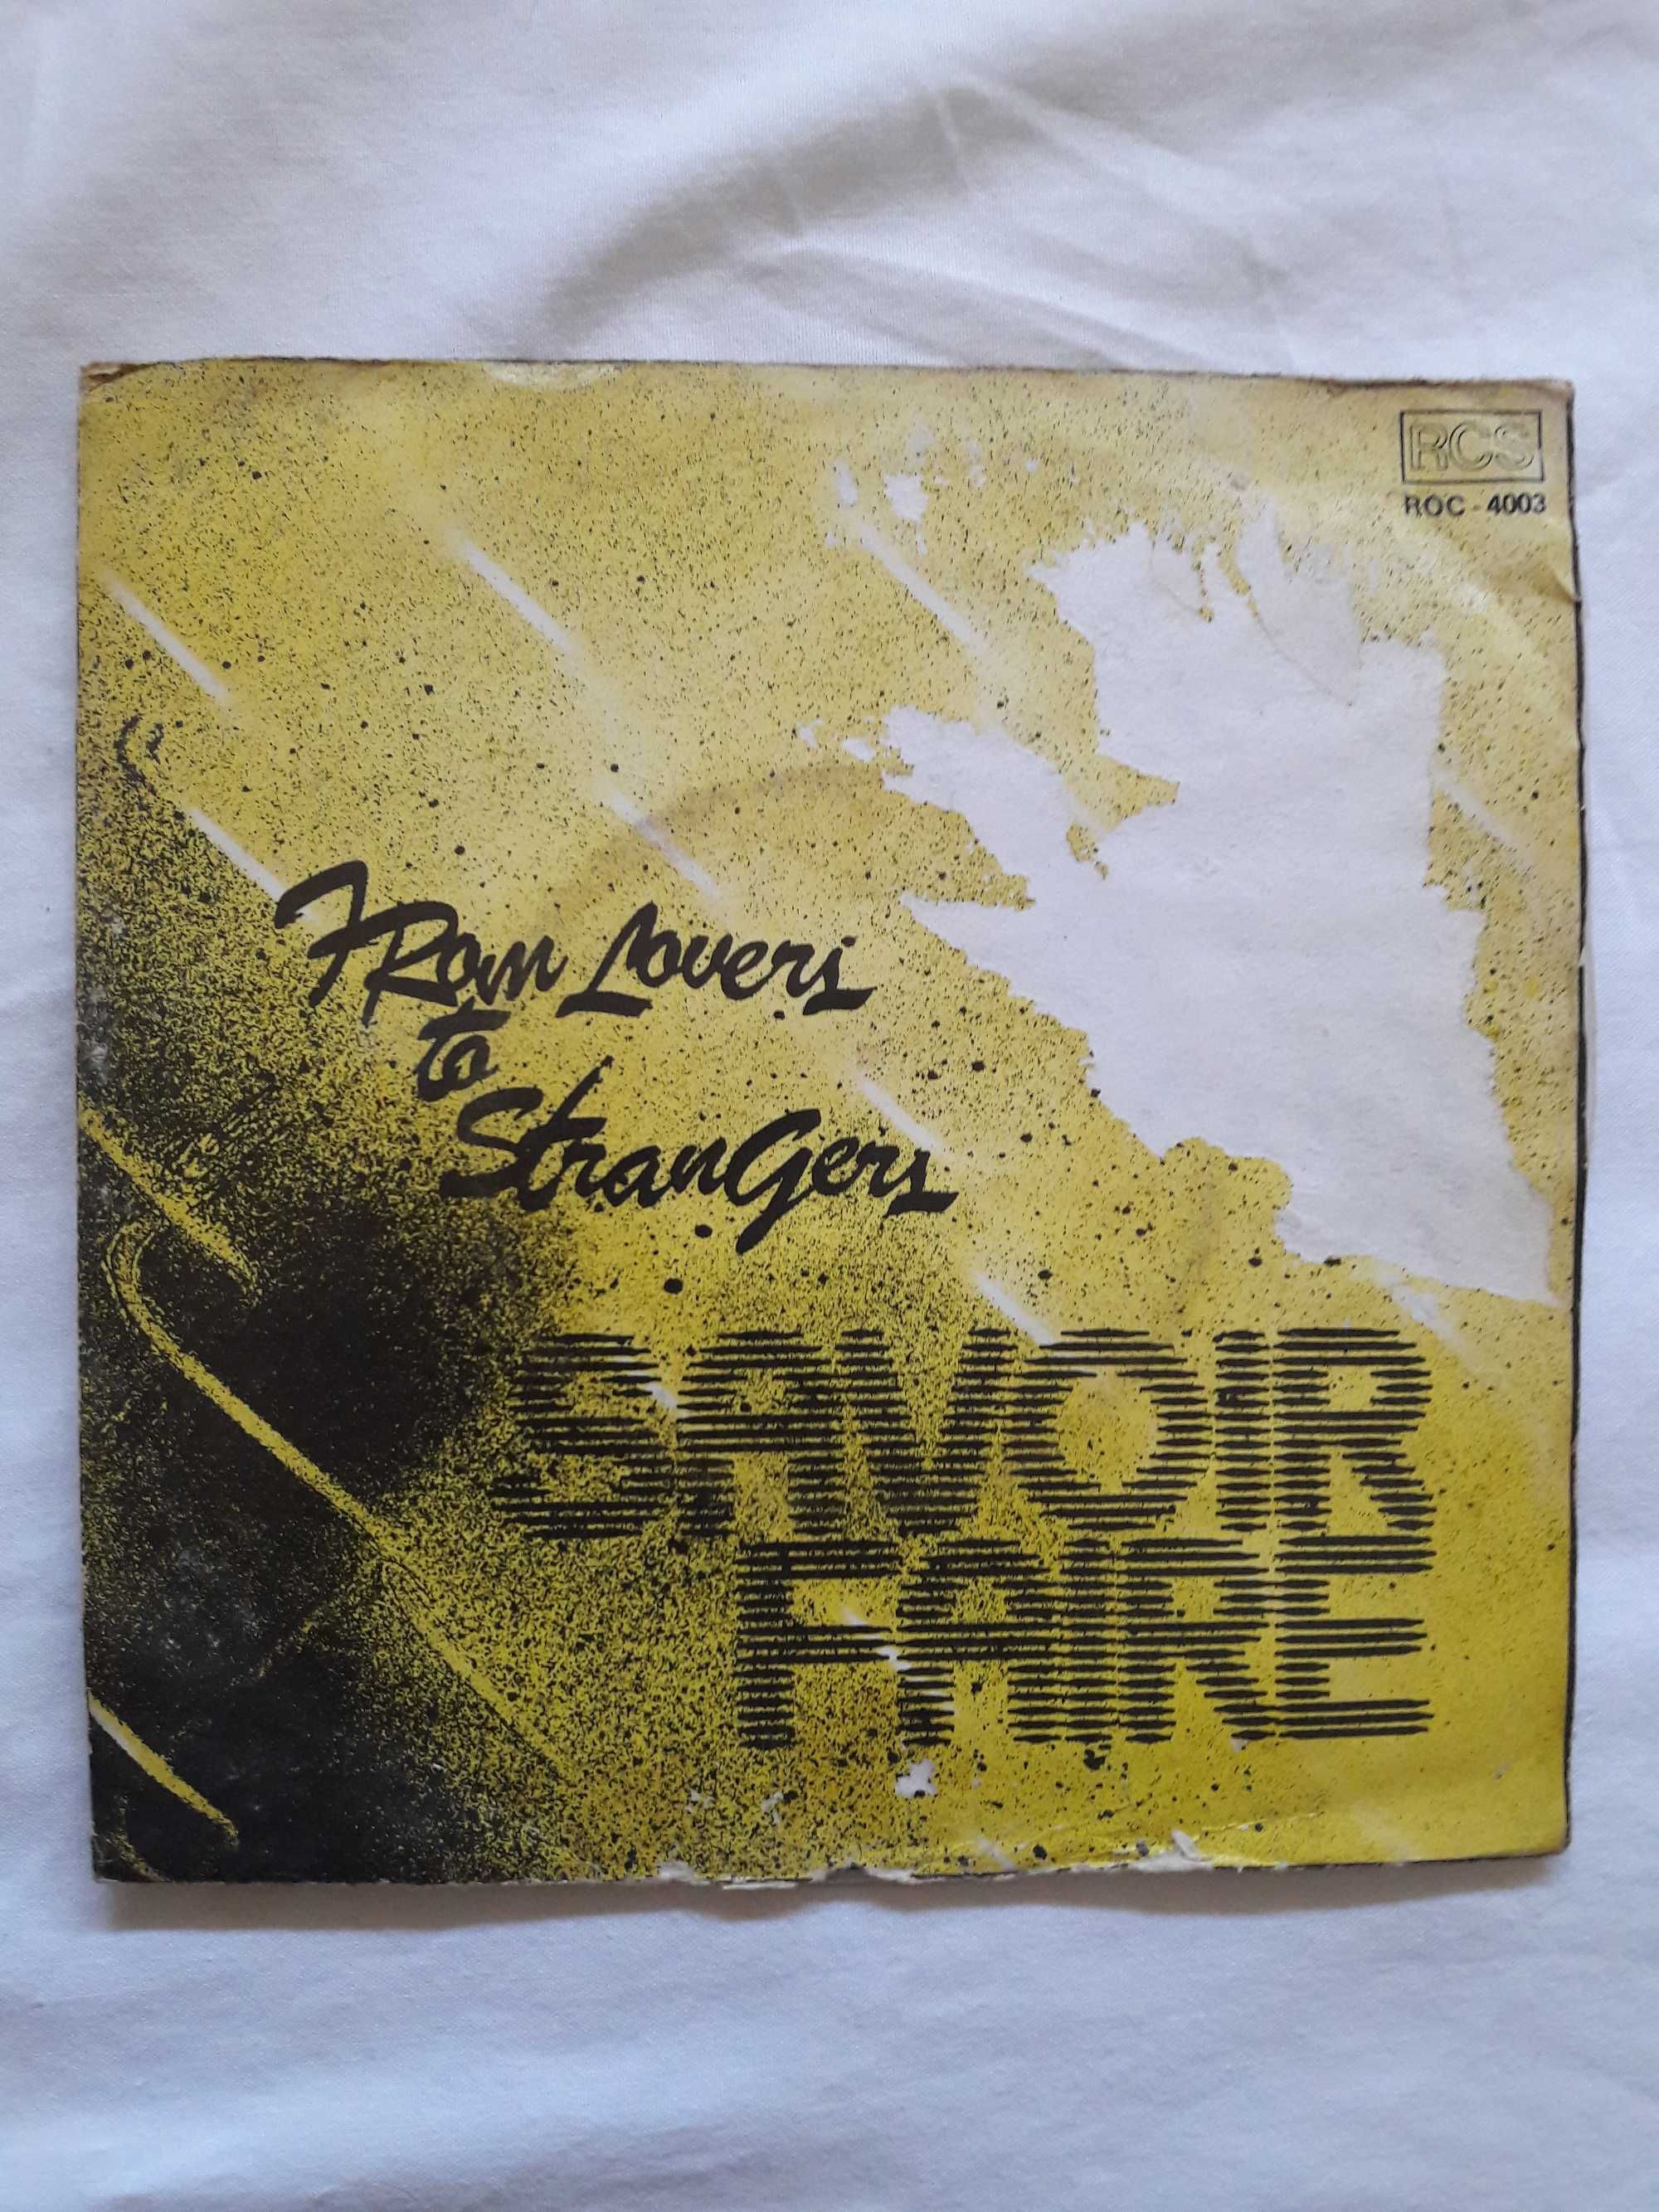 RCS
ROC - 4003
From Lovers
to
Strangers
SAVOIR
FAIRE